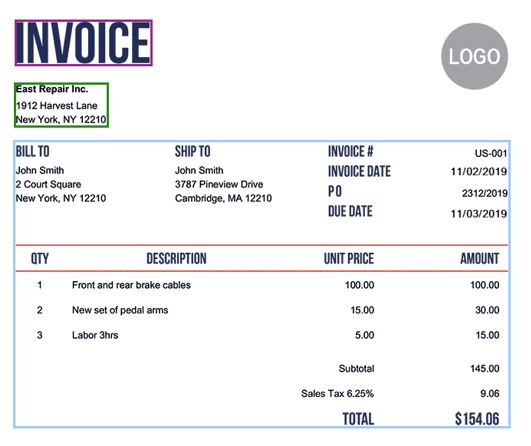 INVOICE
LOGO
East Repair Inc.
1912 Harvest Lane
New York, NY 12210
BILL TO
John Smith
2 Court Square
New York, NY 12210
SHIP TO
John Smith
3787 Pineview Drive
Cambridge, MA 12210
INVOICE # US-001
INVOICE DATE 11/02/2019
PO 2312/2019
DUE DATE 11/03/2019
QTY DESCRIPTION UNIT PRICE AMOUNT
1 Front and rear brake cables 100.00 100.00
2 New set of pedal arms 15.00 30.00
3 Labor 3hrs 5.00 15.00
Subtotal 145.00
Sales Tax 6.25% 9.06
TOTAL $154.06